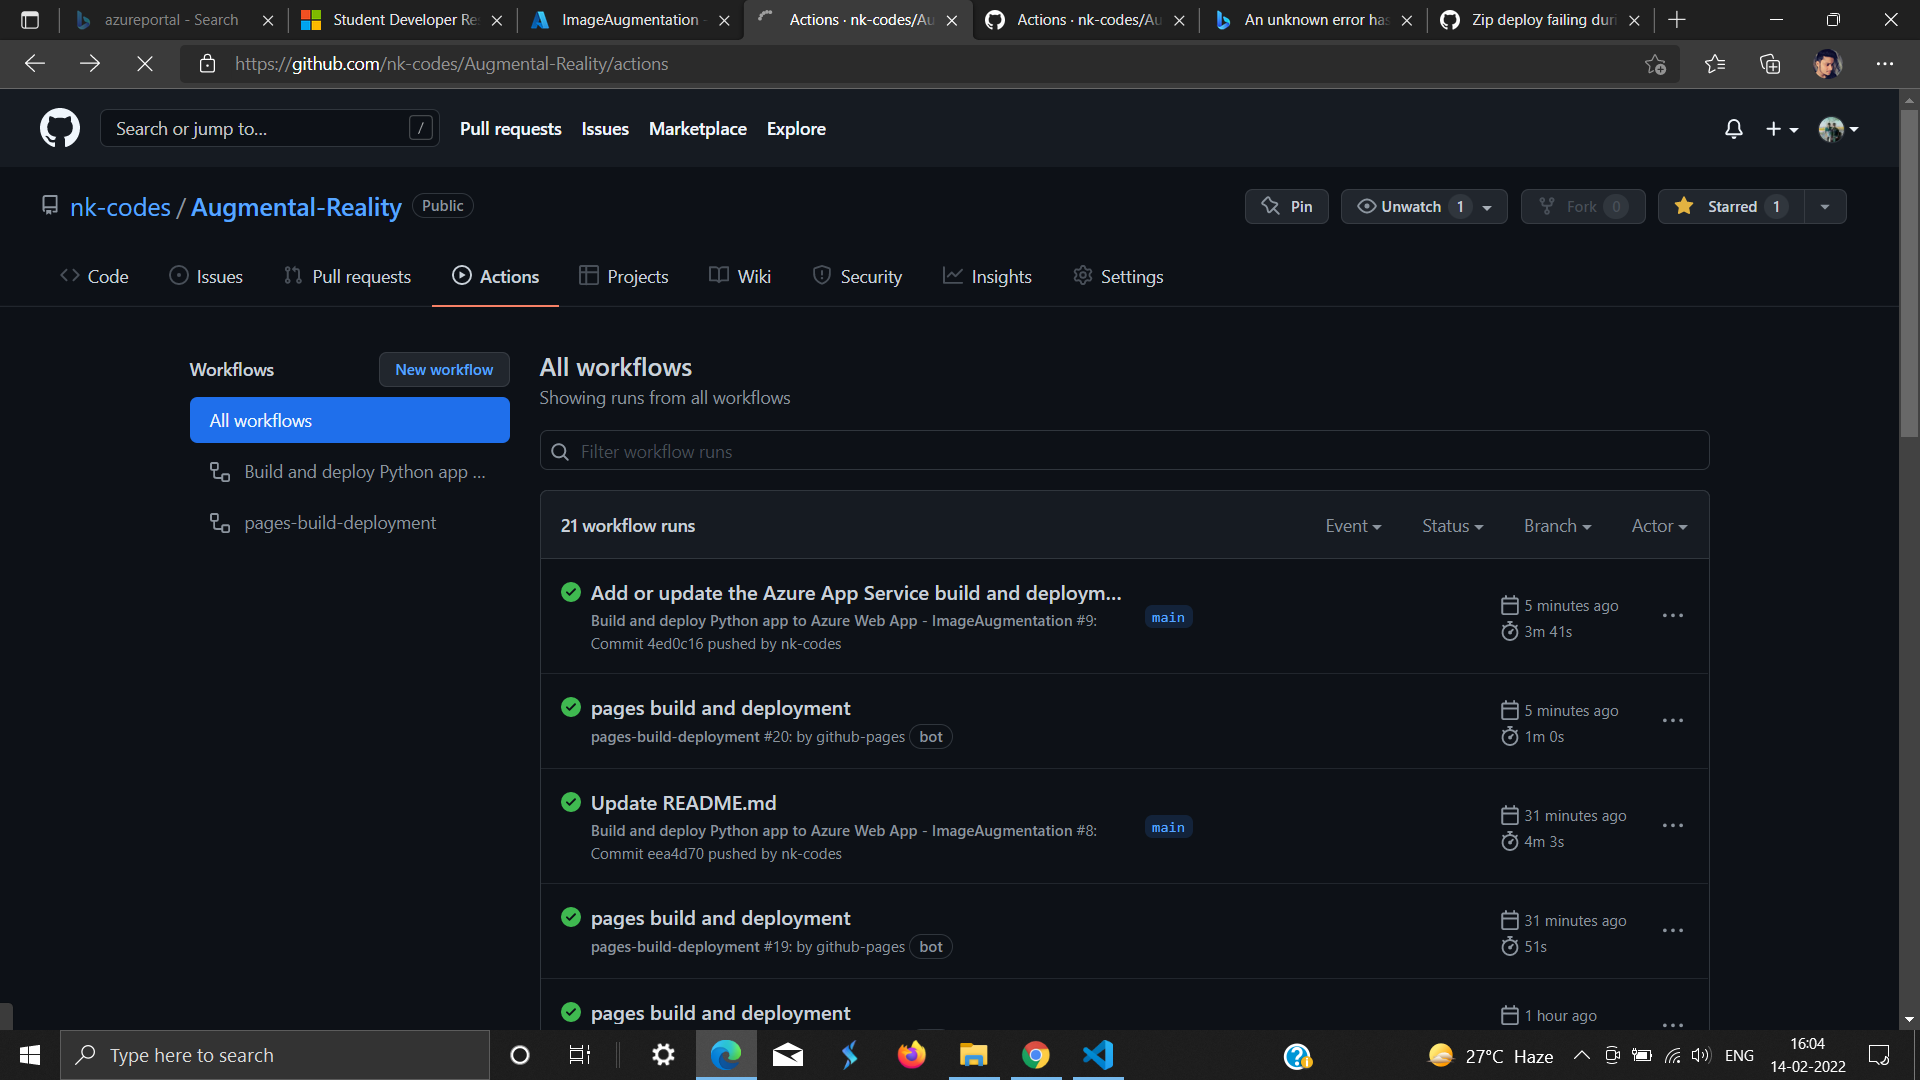 azureportal - Search
Student Developer Re
ImageAugmentation -
Actions · nk-codes/Au
Actions · nk-codes/Au
An unknown error has
Zip deploy failing duri
https://github.com/nk-codes/Augmental-Reality/actions
Search or jump to...
/
Pull requests
Issues
Marketplace
Explore
nk-codes / Augmental-Reality
Public
Pin
Unwatch 1
Fork 0
Starred 1
Code
Issues
Pull requests
Actions
Projects
Wiki
Security
Insights
Settings
Workflows
New workflow
All workflows
Build and deploy Python app ...
pages-build-deployment
All workflows
Showing runs from all workflows
Filter workflow runs
21 workflow runs
Event
Status
Branch
Actor
Add or update the Azure App Service build and deploym...
Build and deploy Python app to Azure Web App - ImageAugmentation #9:
Commit 4ed0c16 pushed by nk-codes
main
5 minutes ago
3m 41s
pages build and deployment
pages-build-deployment #20: by github-pages bot
5 minutes ago
1m 0s
Update README.md
Build and deploy Python app to Azure Web App - ImageAugmentation #8:
Commit eea4d70 pushed by nk-codes
main
31 minutes ago
4m 3s
pages build and deployment
pages-build-deployment #19: by github-pages bot
31 minutes ago
51s
pages build and deployment
1 hour ago
Type here to search
27°C Haze
ENG
16:04
14-02-2022